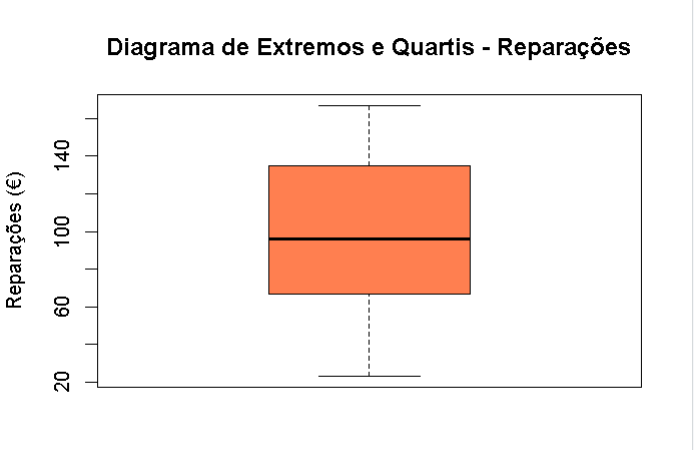 Diagrama de Extremos e Quartis - Reparações
Reparações (€)
140
100
60
20